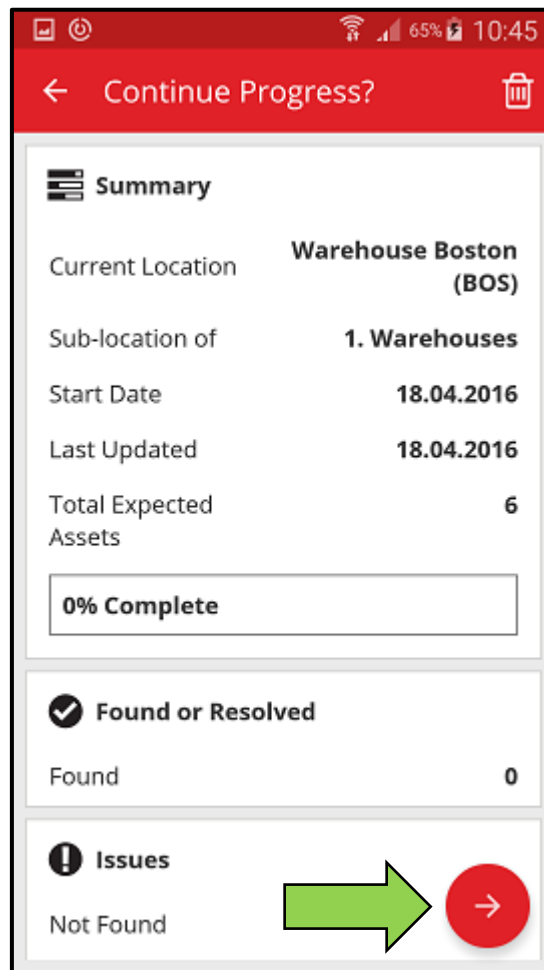 65% 10:45
Continue Progress?
Summary
Current Location Warehouse Boston (BOS)
Sub-location of 1. Warehouses
Start Date 18.04.2016
Last Updated 18.04.2016
Total Expected Assets 6
0% Complete
Found or Resolved
Found 0
Issues
Not Found